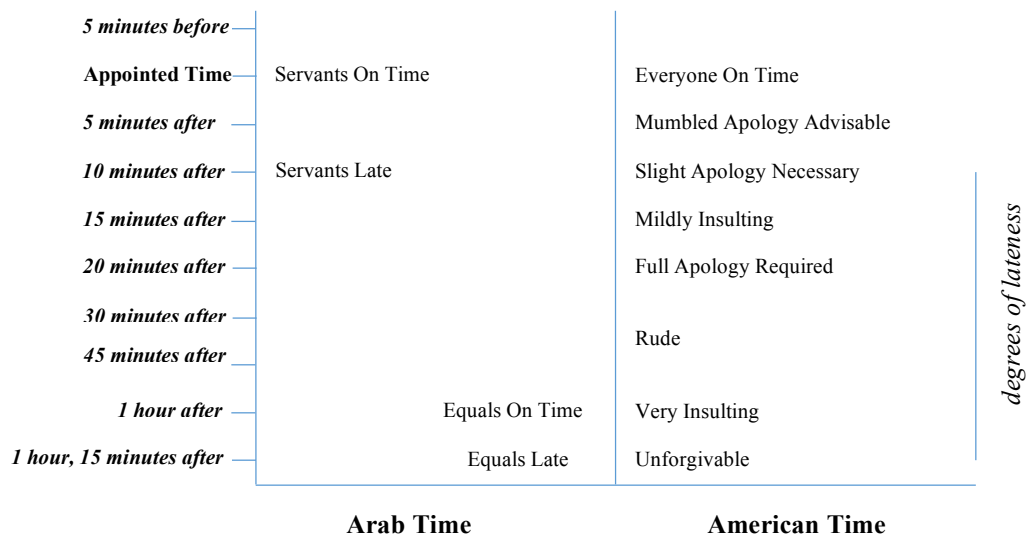 5 minutes before
Appointed Time Servants On Time Everyone On Time
5 minutes after Mumbled Apology Advisable
10 minutes after Servants Late Slight Apology Necessary
15 minutes after Mildly Insulting
20 minutes after Full Apology Required
30 minutes after
Rude
45 minutes after
1 hour after Equals On Time Very Insulting
1 hour, 15 minutes after Equals Late Unforgivable
degrees of lateness
Arab Time American Time